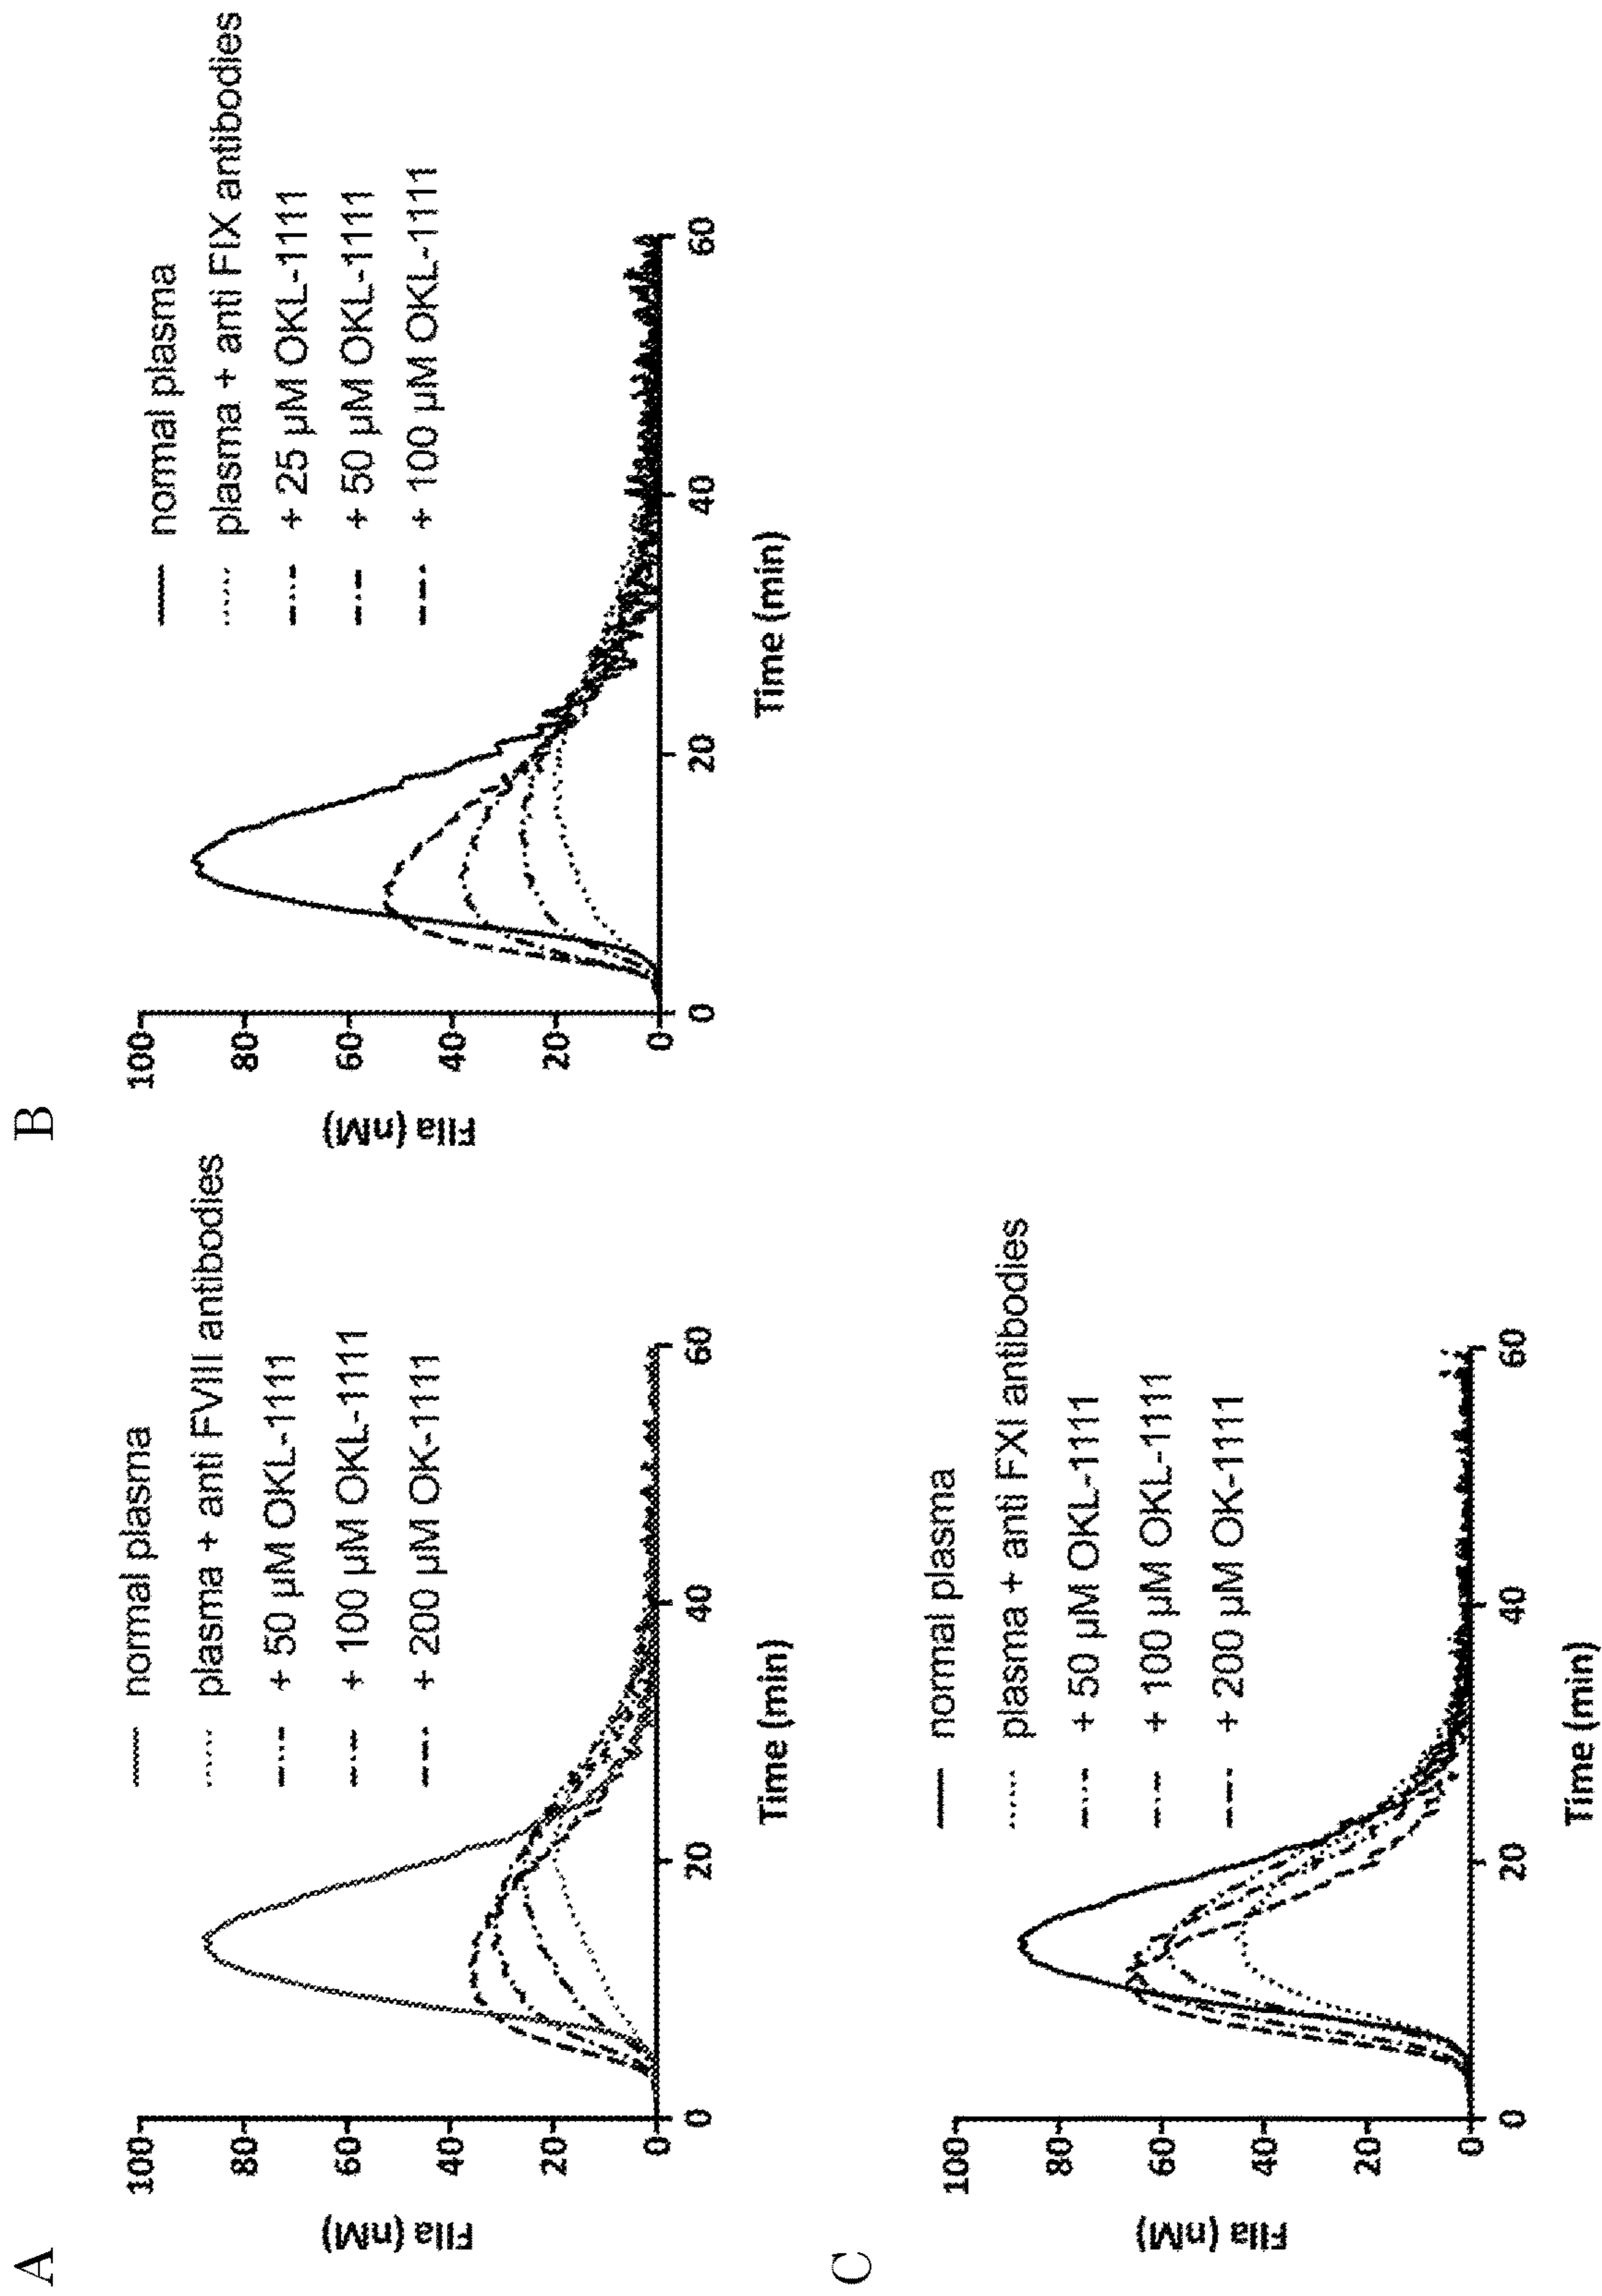 A
normal plasma
plasma + anti FVIII antibodies
+ 50 µM OKL-1111
+ 100 µM OKL-1111
+ 200 µM OK-1111
FIIa (nM)
100
80
60
40
20
0
0
20
40
60
Time (min)
B
normal plasma
plasma + anti FIX antibodies
+ 25 µM OKL-1111
+ 50 µM OKL-1111
+ 100 µM OKL-1111
FIIa (nM)
100
80
60
40
20
0
0
20
40
60
Time (min)
C
normal plasma
plasma + anti FXI antibodies
+ 50 µM OKL-1111
+ 100 µM OKL-1111
+ 200 µM OK-1111
FIIa (nM)
100
80
60
40
20
0
0
20
40
60
Time (min)